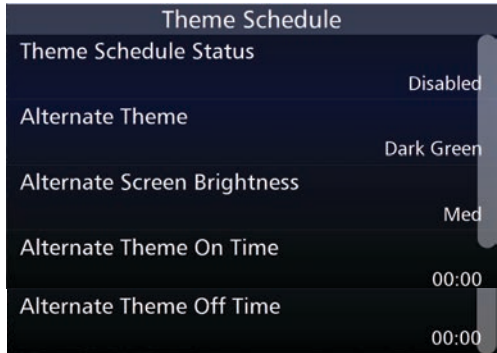 Theme Schedule
Theme Schedule Status
Disabled
Alternate Theme
Dark Green
Alternate Screen Brightness
Med
Alternate Theme On Time
00:00
Alternate Theme Off Time
00:00